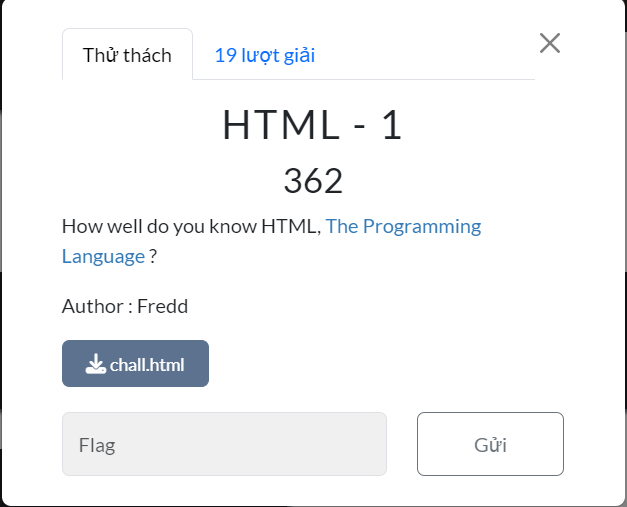 Thử thách
19 lượt giải
HTML - 1
362
How well do you know HTML, The Programming
Language ?
Author : Fredd
chall.html
Flag
Gửi